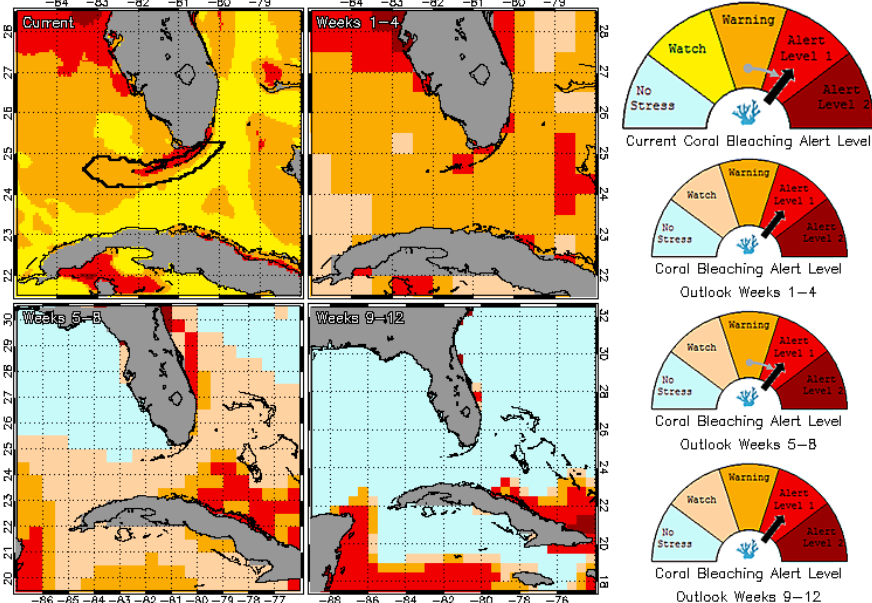 −84 −83 −82 −81 −80 −79
Current
28
27
26
25
24
23
22
−84 −83 −82 −81 −80 −79
Weeks 1−4
28
27
26
25
24
23
22
No Stress
Watch
Warning
Alert Level 1
Alert Level 2
Current Coral Bleaching Alert Level
No Stress
Watch
Warning
Alert Level 1
Alert Level 2
Coral Bleaching Alert Level
Outlook Weeks 1−4
Weeks 5−8
30
29
28
27
26
25
24
23
22
21
20
−86 −85 −84 −83 −82 −81 −80 −79 −78 −77
Weeks 9−12
32
30
28
26
24
22
20
18
−88 −86 −84 −82 −80 −78 −76
No Stress
Watch
Warning
Alert Level 1
Alert Level 2
Coral Bleaching Alert Level
Outlook Weeks 5−8
No Stress
Watch
Warning
Alert Level 1
Alert Level 2
Coral Bleaching Alert Level
Outlook Weeks 9−12